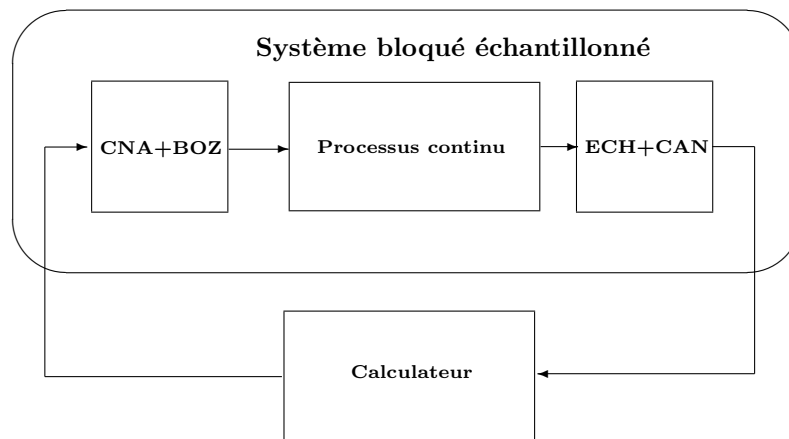 Système bloqué échantillonné
CNA+BOZ
Processus continu
ECH+CAN
Calculateur